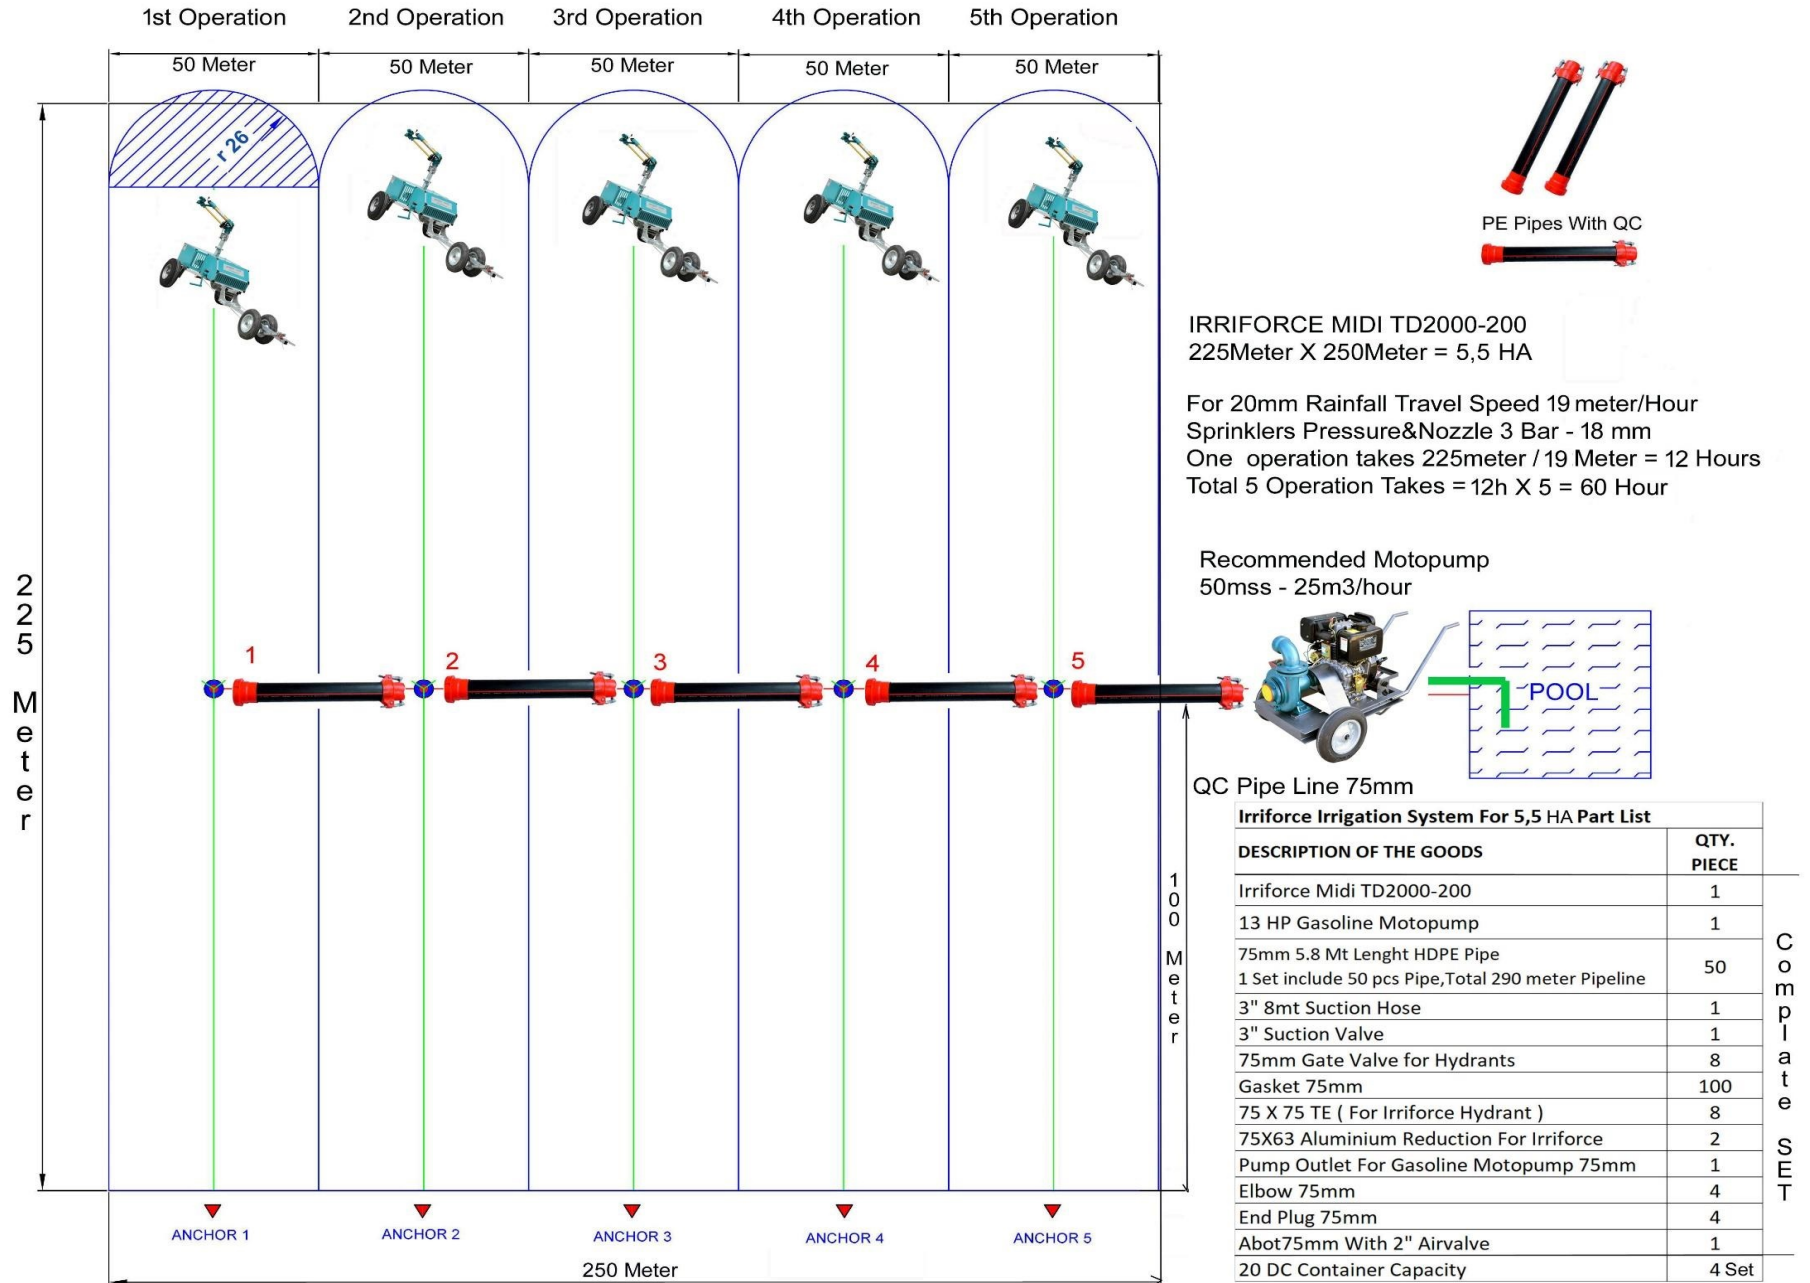 1st Operation
2nd Operation
3rd Operation
4th Operation
5th Operation
50 Meter
50 Meter
50 Meter
50 Meter
50 Meter
r 26
PE Pipes With QC
IRRIFORCE MIDI TD2000-200
225Meter X 250Meter = 5,5 HA
For 20mm Rainfall Travel Speed 19 meter/Hour
Sprinklers Pressure&Nozzle 3 Bar - 18 mm
One operation takes 225meter / 19 Meter = 12 Hours
Total 5 Operation Takes = 12h X 5 = 60 Hour
Recommended Motopump
50mss - 25m3/hour
225 Meter
1
2
3
4
5
POOL
QC Pipe Line 75mm
100 Meter
Irriforce Irrigation System For 5,5 HA Part List
DESCRIPTION OF THE GOODS
QTY.
PIECE
Irriforce Midi TD2000-200 1
13 HP Gasoline Motopump 1
75mm 5.8 Mt Lenght HDPE Pipe
1 Set include 50 pcs Pipe,Total 290 meter Pipeline 50
3" 8mt Suction Hose 1
3" Suction Valve 1
75mm Gate Valve for Hydrants 8
Gasket 75mm 100
75 X 75 TE ( For Irriforce Hydrant ) 8
75X63 Aluminium Reduction For Irriforce 2
Pump Outlet For Gasoline Motopump 75mm 1
Elbow 75mm 4
End Plug 75mm 4
Abot75mm With 2" Airvalve 1
20 DC Container Capacity 4 Set
Complate SET
ANCHOR 1
ANCHOR 2
ANCHOR 3
ANCHOR 4
ANCHOR 5
250 Meter